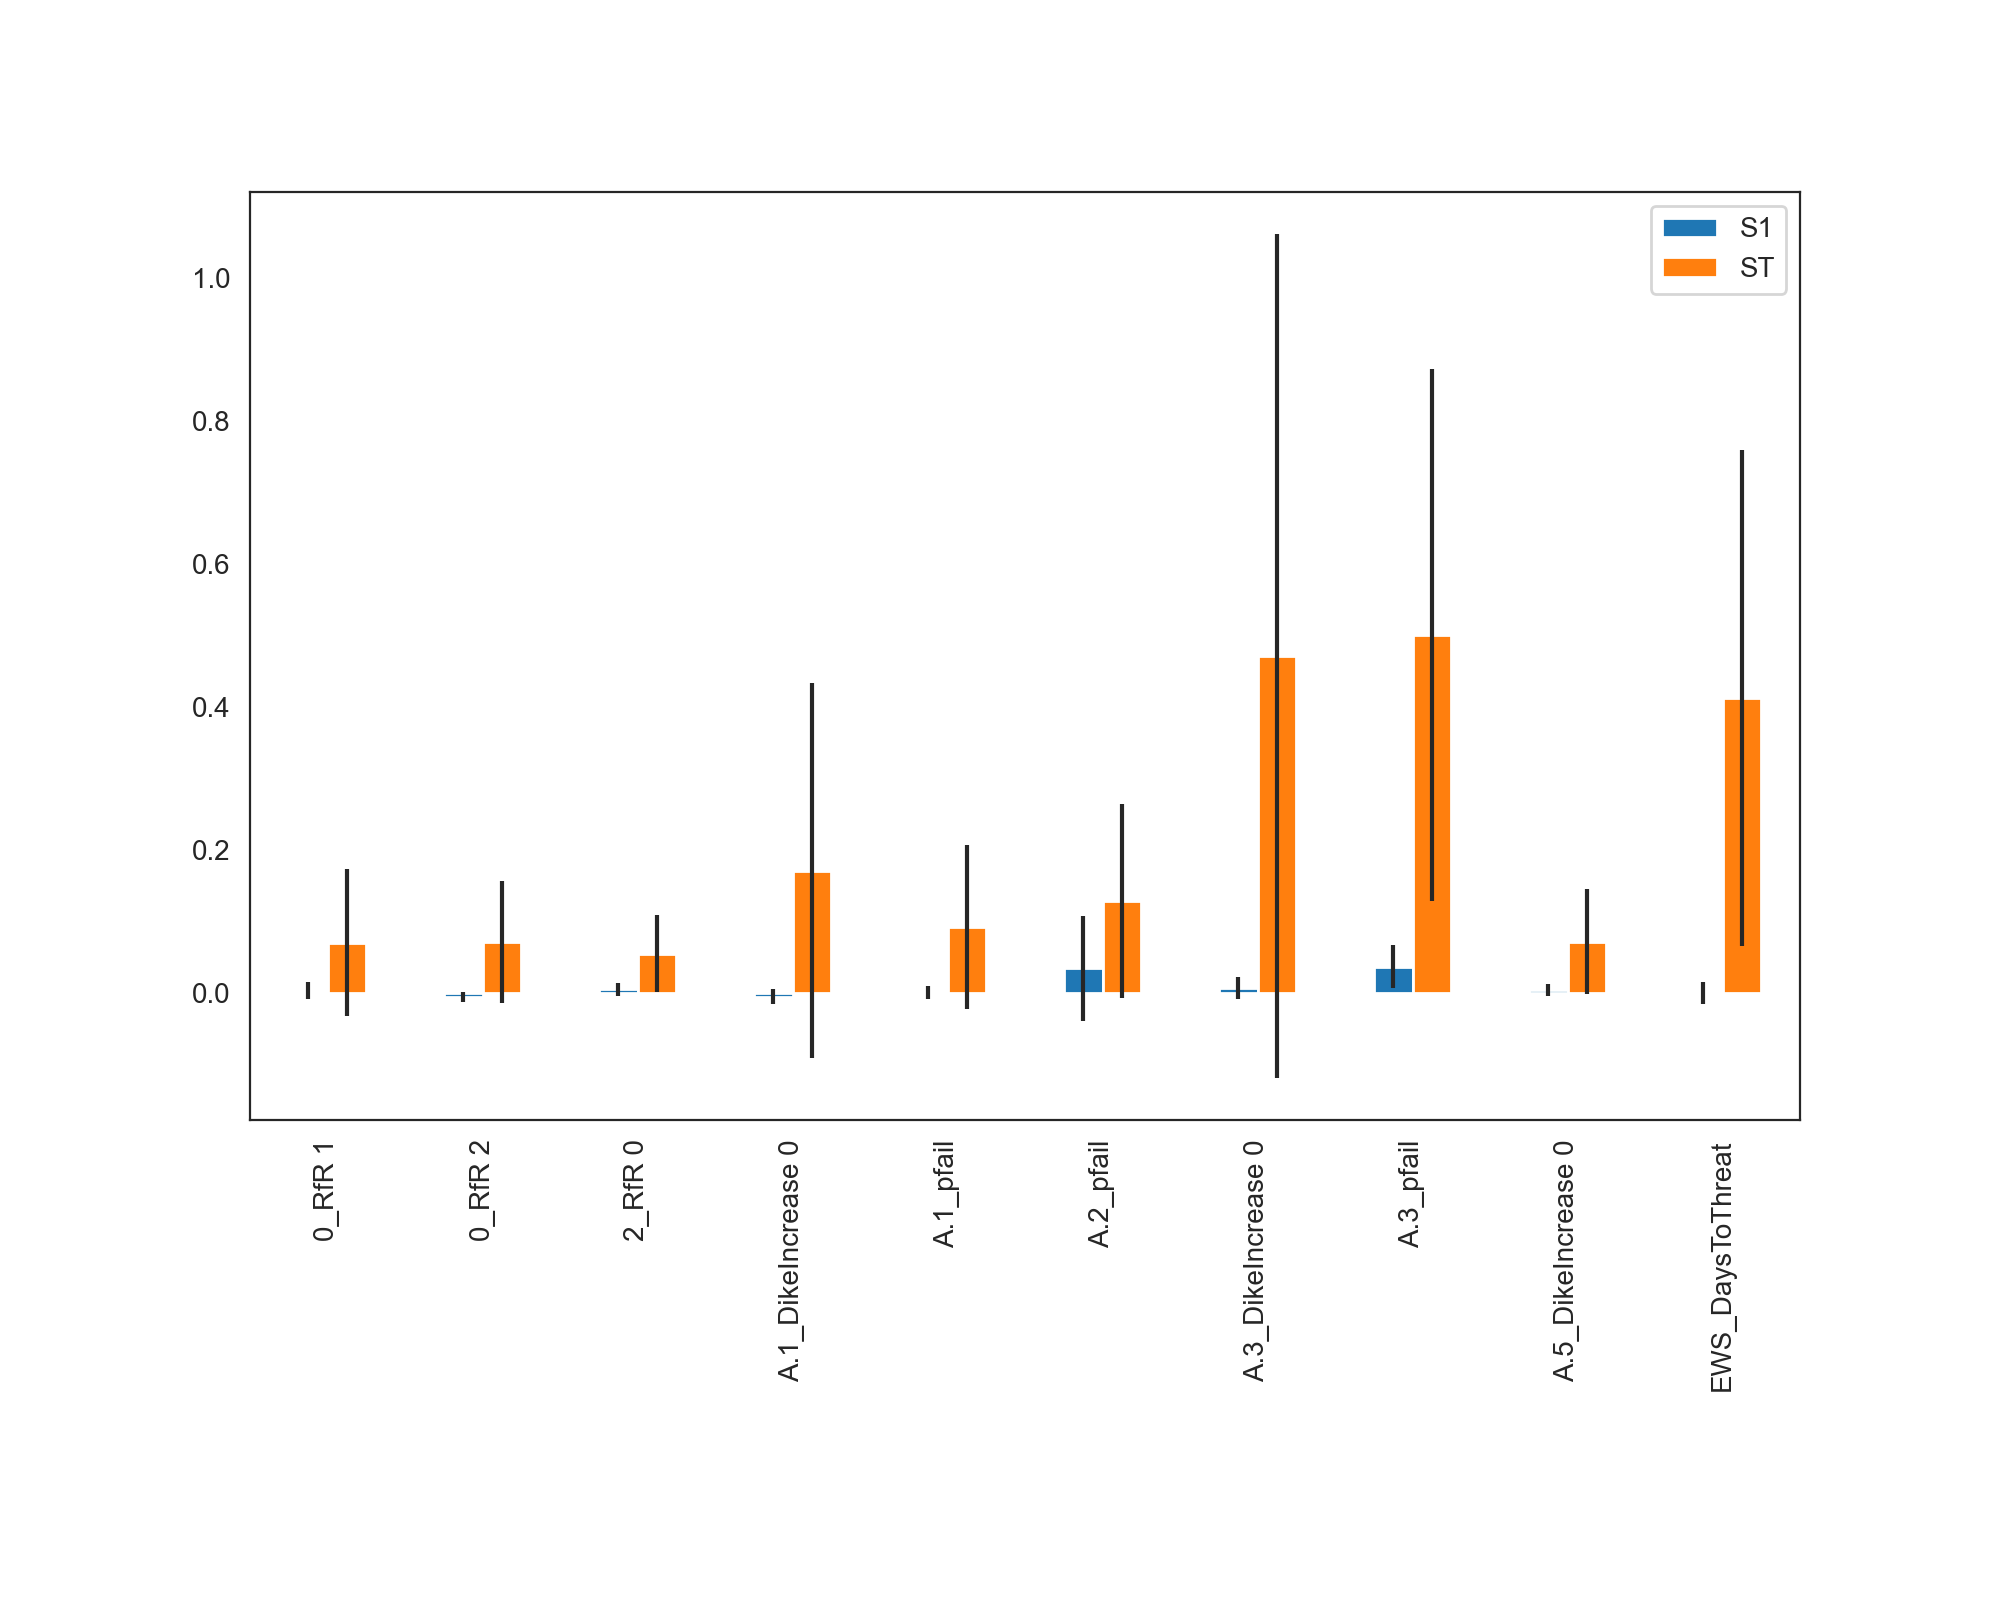 S1
ST
1.0
0.8
0.6
0.4
0.2
0.0
0_RfR 1
0_RfR 2
2_RfR 0
A.1_DikeIncrease 0
A.1_pfail
A.2_pfail
A.3_DikeIncrease 0
A.3_pfail
A.5_DikeIncrease 0
EWS_DaysToThreat